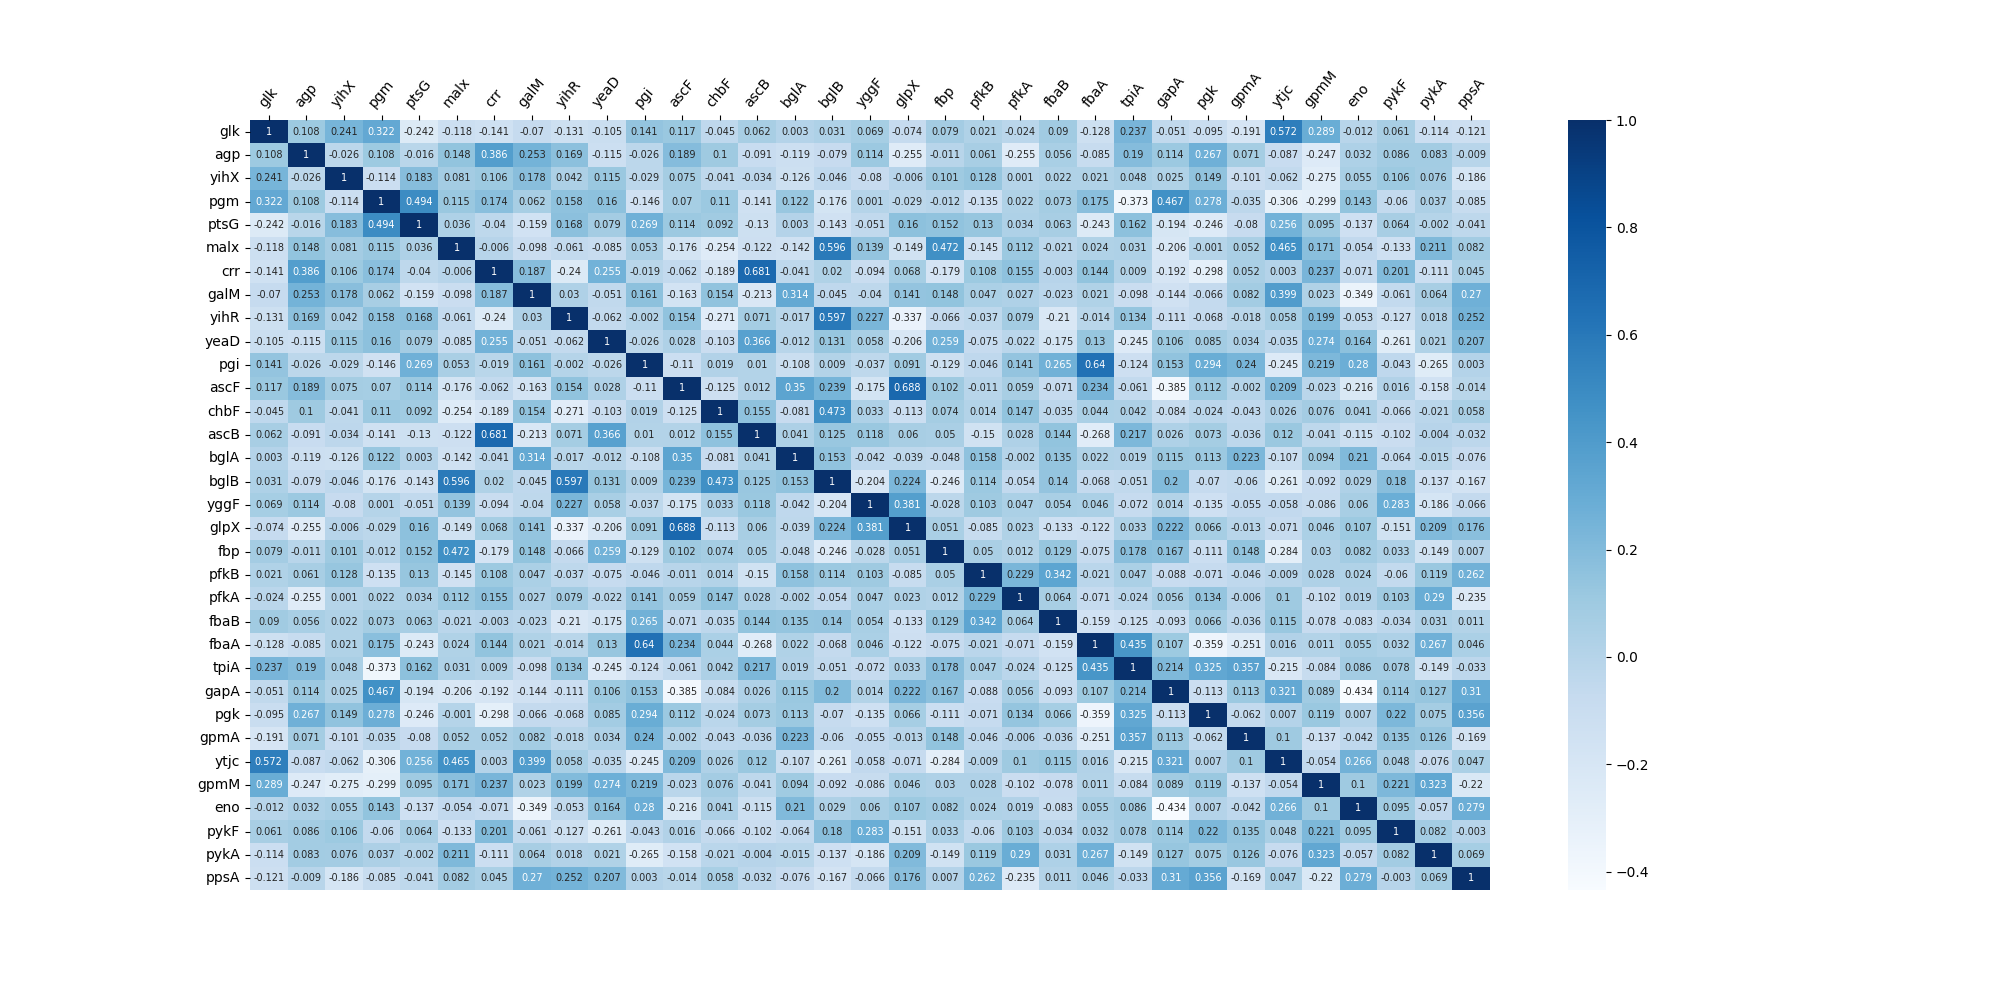 glk agp yihX pgm ptsG malx crr galM yihR yeaD pgi ascF chbF ascB bglA bglB yggF glpX fbp pfkB pfkA fbaB fbaA tpiA gapA pgk gpmA ytjc gpmM eno pykF pykA ppsA
glk 1 0.108 0.241 0.322 -0.242 -0.118 -0.141 -0.07 -0.131 -0.105 0.141 0.117 -0.045 0.062 0.003 0.031 0.069 -0.074 0.079 0.021 -0.024 0.09 -0.128 0.237 -0.051 -0.095 -0.191 0.572 0.289 -0.012 0.061 -0.114 -0.121
1.0
agp 0.108 1 -0.026 0.108 -0.016 0.148 0.386 0.253 0.169 -0.115 -0.026 0.189 0.1 -0.091 -0.119 -0.079 0.114 -0.255 -0.011 0.061 -0.255 0.056 -0.085 0.19 0.114 0.267 0.071 -0.087 -0.247 0.032 0.086 0.083 -0.009
yihX 0.241 -0.026 1 -0.114 0.183 0.081 0.106 0.178 0.042 0.115 -0.029 0.075 -0.041 -0.034 -0.126 -0.046 -0.08 -0.006 0.101 0.128 0.001 0.022 0.021 0.048 0.025 0.149 -0.101 -0.062 -0.275 0.055 0.106 0.076 -0.186
pgm 0.322 0.108 -0.114 1 0.494 0.115 0.174 0.062 0.158 0.16 -0.146 0.07 0.11 -0.141 0.122 -0.176 0.001 -0.029 -0.012 -0.135 0.022 0.073 0.175 -0.373 0.467 0.278 -0.035 -0.306 -0.299 0.143 -0.06 0.037 -0.085
ptsG -0.242 -0.016 0.183 0.494 1 0.036 -0.04 -0.159 0.168 0.079 0.269 0.114 0.092 -0.13 0.003 -0.143 -0.051 0.16 0.152 0.13 0.034 0.063 -0.243 0.162 -0.194 -0.246 -0.08 0.256 0.095 -0.137 0.064 -0.002 -0.041
0.8
malx -0.118 0.148 0.081 0.115 0.036 1 -0.006 -0.098 -0.061 -0.085 0.053 -0.176 -0.254 -0.122 -0.142 0.596 0.139 -0.149 0.472 -0.145 0.112 -0.021 0.024 0.031 -0.206 -0.001 0.052 0.465 0.171 -0.054 -0.133 0.211 0.082
crr -0.141 0.386 0.106 0.174 -0.04 -0.006 1 0.187 -0.24 0.255 -0.019 -0.062 -0.189 0.681 -0.041 0.02 -0.094 0.068 -0.179 0.108 0.155 -0.003 0.144 0.009 -0.192 -0.298 0.052 0.003 0.237 -0.071 0.201 -0.111 0.045
galM -0.07 0.253 0.178 0.062 -0.159 -0.098 0.187 1 0.03 -0.051 0.161 -0.163 0.154 -0.213 0.314 -0.045 -0.04 0.141 0.148 0.047 0.027 -0.023 0.021 -0.098 -0.144 -0.066 0.082 0.399 0.023 -0.349 -0.061 0.064 0.27
yihR -0.131 0.169 0.042 0.158 0.168 -0.061 -0.24 0.03 1 -0.062 -0.002 0.154 -0.271 0.071 -0.017 0.597 0.227 -0.337 -0.066 -0.037 0.079 -0.21 -0.014 0.134 -0.111 -0.068 -0.018 0.058 0.199 -0.053 -0.127 0.018 0.252
0.6
yeaD -0.105 -0.115 0.115 0.16 0.079 -0.085 0.255 -0.051 -0.062 1 -0.026 0.028 -0.103 0.366 -0.012 0.131 0.058 -0.206 0.259 -0.075 -0.022 -0.175 0.13 -0.245 0.106 0.085 0.034 -0.035 0.274 0.164 -0.261 0.021 0.207
pgi 0.141 -0.026 -0.029 -0.146 0.269 0.053 -0.019 0.161 -0.002 -0.026 1 -0.11 0.019 0.01 -0.108 0.009 -0.037 0.091 -0.129 -0.046 0.141 0.265 0.64 -0.124 0.153 0.294 0.24 -0.245 0.219 0.28 -0.043 -0.265 0.003
ascF 0.117 0.189 0.075 0.07 0.114 -0.176 -0.062 -0.163 0.154 0.028 -0.11 1 -0.125 0.012 0.35 0.239 -0.175 0.688 0.102 -0.011 0.059 -0.071 0.234 -0.061 -0.385 0.112 -0.002 0.209 -0.023 -0.216 0.016 -0.158 -0.014
chbF -0.045 0.1 -0.041 0.11 0.092 -0.254 -0.189 0.154 -0.271 -0.103 0.019 -0.125 1 0.155 -0.081 0.473 0.033 -0.113 0.074 0.014 0.147 -0.035 0.044 0.042 -0.084 -0.024 -0.043 0.026 0.076 0.041 -0.066 -0.021 0.058
ascB 0.062 -0.091 -0.034 -0.141 -0.13 -0.122 0.681 -0.213 0.071 0.366 0.01 0.012 0.155 1 0.041 0.125 0.118 0.06 0.05 -0.15 0.028 0.144 -0.268 0.217 0.026 0.073 -0.036 0.12 -0.041 -0.115 -0.102 -0.004 -0.032
0.4
bglA 0.003 -0.119 -0.126 0.122 0.003 -0.142 -0.041 0.314 -0.017 -0.012 -0.108 0.35 -0.081 0.041 1 0.153 -0.042 -0.039 -0.048 0.158 -0.002 0.135 0.022 0.019 0.115 0.113 0.223 -0.107 0.094 0.21 -0.064 -0.015 -0.076
bglB 0.031 -0.079 -0.046 -0.176 -0.143 0.596 0.02 -0.045 0.597 0.131 0.009 0.239 0.473 0.125 0.153 1 -0.204 0.224 -0.246 0.114 -0.054 0.14 -0.068 -0.051 0.2 -0.07 -0.06 -0.261 -0.092 0.029 0.18 -0.137 -0.167
yggF 0.069 0.114 -0.08 0.001 -0.051 0.139 -0.094 -0.04 0.227 0.058 -0.037 -0.175 0.033 0.118 -0.042 -0.204 1 0.381 -0.028 0.103 0.047 0.054 0.046 -0.072 0.014 -0.135 -0.055 -0.058 -0.086 0.06 0.283 -0.186 -0.066
glpX -0.074 -0.255 -0.006 -0.029 0.16 -0.149 0.068 0.141 -0.337 -0.206 0.091 0.688 -0.113 0.06 -0.039 0.224 0.381 1 0.051 -0.085 0.023 -0.133 -0.122 0.033 0.222 0.066 -0.013 -0.071 0.046 0.107 -0.151 0.209 0.176
0.2
fbp 0.079 -0.011 0.101 -0.012 0.152 0.472 -0.179 0.148 -0.066 0.259 -0.129 0.102 0.074 0.05 -0.048 -0.246 -0.028 0.051 1 0.05 0.012 0.129 -0.075 0.178 0.167 -0.111 0.148 -0.284 0.03 0.082 0.033 -0.149 0.007
pfkB 0.021 0.061 0.128 -0.135 0.13 -0.145 0.108 0.047 -0.037 -0.075 -0.046 -0.011 0.014 -0.15 0.158 0.114 0.103 -0.085 0.05 1 0.229 0.342 -0.021 0.047 -0.088 -0.071 -0.046 -0.009 0.028 0.024 -0.06 0.119 0.262
pfkA -0.024 -0.255 0.001 0.022 0.034 0.112 0.155 0.027 0.079 -0.022 0.141 0.059 0.147 0.028 -0.002 -0.054 0.047 0.023 0.012 0.229 1 0.064 -0.071 -0.024 0.056 0.134 -0.006 0.1 -0.102 0.019 0.103 0.29 -0.235
fbaB 0.09 0.056 0.022 0.073 0.063 -0.021 -0.003 -0.023 -0.21 -0.175 0.265 -0.071 -0.035 0.144 0.135 0.14 0.054 -0.133 0.129 0.342 0.064 1 -0.159 -0.125 -0.093 0.066 -0.036 0.115 -0.078 -0.083 -0.034 0.031 0.011
fbaA -0.128 -0.085 0.021 0.175 -0.243 0.024 0.144 0.021 -0.014 0.13 0.64 0.234 0.044 -0.268 0.022 -0.068 0.046 -0.122 -0.075 -0.021 -0.071 -0.159 1 0.435 0.107 -0.359 -0.251 0.016 0.011 0.055 0.032 0.267 0.046
0.0
tpiA 0.237 0.19 0.048 -0.373 0.162 0.031 0.009 -0.098 0.134 -0.245 -0.124 -0.061 0.042 0.217 0.019 -0.051 -0.072 0.033 0.178 0.047 -0.024 -0.125 0.435 1 0.214 0.325 0.357 -0.215 -0.084 0.086 0.078 -0.149 -0.033
gapA -0.051 0.114 0.025 0.467 -0.194 -0.206 -0.192 -0.144 -0.111 0.106 0.153 -0.385 -0.084 0.026 0.115 0.2 0.014 0.222 0.167 -0.088 0.056 -0.093 0.107 0.214 1 -0.113 0.113 0.321 0.089 -0.434 0.114 0.127 0.31
pgk -0.095 0.267 0.149 0.278 -0.246 -0.001 -0.298 -0.066 -0.068 0.085 0.294 0.112 -0.024 0.073 0.113 -0.07 -0.135 0.066 -0.111 -0.071 0.134 0.066 -0.359 0.325 -0.113 1 -0.062 0.007 0.119 0.007 0.22 0.075 0.356
gpmA -0.191 0.071 -0.101 -0.035 -0.08 0.052 0.052 0.082 -0.018 0.034 0.24 -0.002 -0.043 -0.036 0.223 -0.06 -0.055 -0.013 0.148 -0.046 -0.006 -0.036 -0.251 0.357 0.113 -0.062 1 0.1 -0.137 -0.042 0.135 0.126 -0.169
ytjc 0.572 -0.087 -0.062 -0.306 0.256 0.465 0.003 0.399 0.058 -0.035 -0.245 0.209 0.026 0.12 -0.107 -0.261 -0.058 -0.071 -0.284 -0.009 0.1 0.115 0.016 -0.215 0.321 0.007 0.1 1 -0.054 0.266 0.048 -0.076 0.047
−0.2
gpmM 0.289 -0.247 -0.275 -0.299 0.095 0.171 0.237 0.023 0.199 0.274 0.219 -0.023 0.076 -0.041 0.094 -0.092 -0.086 0.046 0.03 0.028 -0.102 -0.078 0.011 -0.084 0.089 0.119 -0.137 -0.054 1 0.1 0.221 0.323 -0.22
eno -0.012 0.032 0.055 0.143 -0.137 -0.054 -0.071 -0.349 -0.053 0.164 0.28 -0.216 0.041 -0.115 0.21 0.029 0.06 0.107 0.082 0.024 0.019 -0.083 0.055 0.086 -0.434 0.007 -0.042 0.266 0.1 1 0.095 -0.057 0.279
pykF 0.061 0.086 0.106 -0.06 0.064 -0.133 0.201 -0.061 -0.127 -0.261 -0.043 0.016 -0.066 -0.102 -0.064 0.18 0.283 -0.151 0.033 -0.06 0.103 -0.034 0.032 0.078 0.114 0.22 0.135 0.048 0.221 0.095 1 0.082 -0.003
pykA -0.114 0.083 0.076 0.037 -0.002 0.211 -0.111 0.064 0.018 0.021 -0.265 -0.158 -0.021 -0.004 -0.015 -0.137 -0.186 0.209 -0.149 0.119 0.29 0.031 0.267 -0.149 0.127 0.075 0.126 -0.076 0.323 -0.057 0.082 1 0.069
−0.4
ppsA -0.121 -0.009 -0.186 -0.085 -0.041 0.082 0.045 0.27 0.252 0.207 0.003 -0.014 0.058 -0.032 -0.076 -0.167 -0.066 0.176 0.007 0.262 -0.235 0.011 0.046 -0.033 0.31 0.356 -0.169 0.047 -0.22 0.279 -0.003 0.069 1